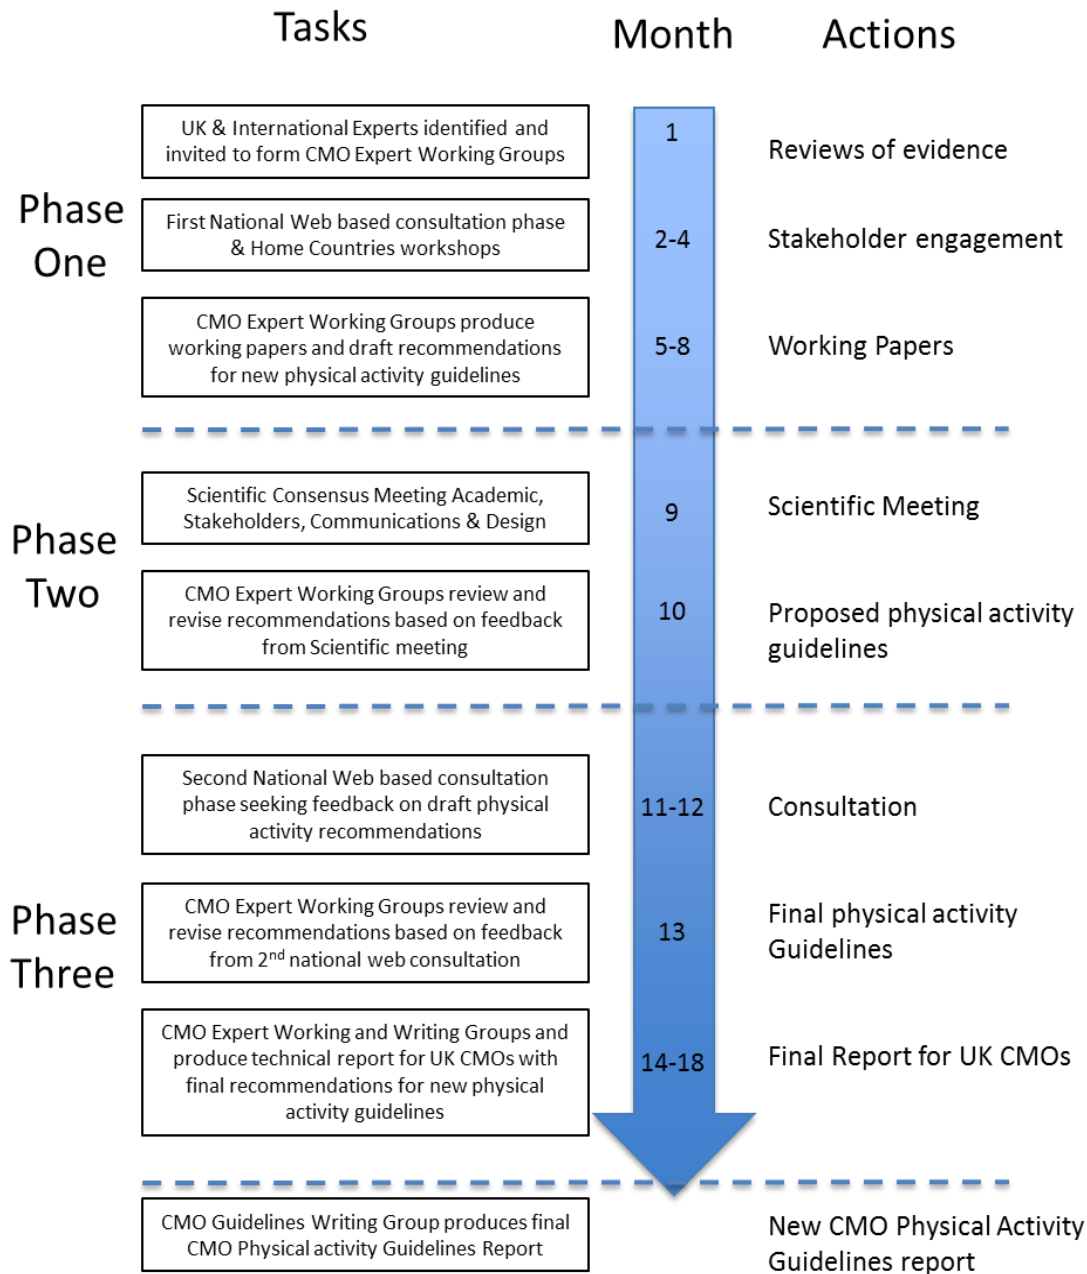 Tasks
Month
Actions
Phase
One
UK & International Experts identified and
invited to form CMO Expert Working Groups
1
Reviews of evidence
First National Web based consultation phase
& Home Countries workshops
2-4
Stakeholder engagement
CMO Expert Working Groups produce
working papers and draft recommendations
for new physical activity guidelines
5-8
Working Papers
Phase
Two
Scientific Consensus Meeting Academic,
Stakeholders, Communications & Design
9
Scientific Meeting
CMO Expert Working Groups review and
revise recommendations based on feedback
from Scientific meeting
10
Proposed physical activity
guidelines
Phase
Three
Second National Web based consultation
phase seeking feedback on draft physical
activity recommendations
11-12
Consultation
CMO Expert Working Groups review and
revise recommendations based on feedback
from 2nd national web consultation
13
Final physical activity
Guidelines
CMO Expert Working and Writing Groups and
produce technical report for UK CMOs with
final recommendations for new physical
activity guidelines
14-18
Final Report for UK CMOs
CMO Guidelines Writing Group produces final
CMO Physical activity Guidelines Report
New CMO Physical Activity
Guidelines report